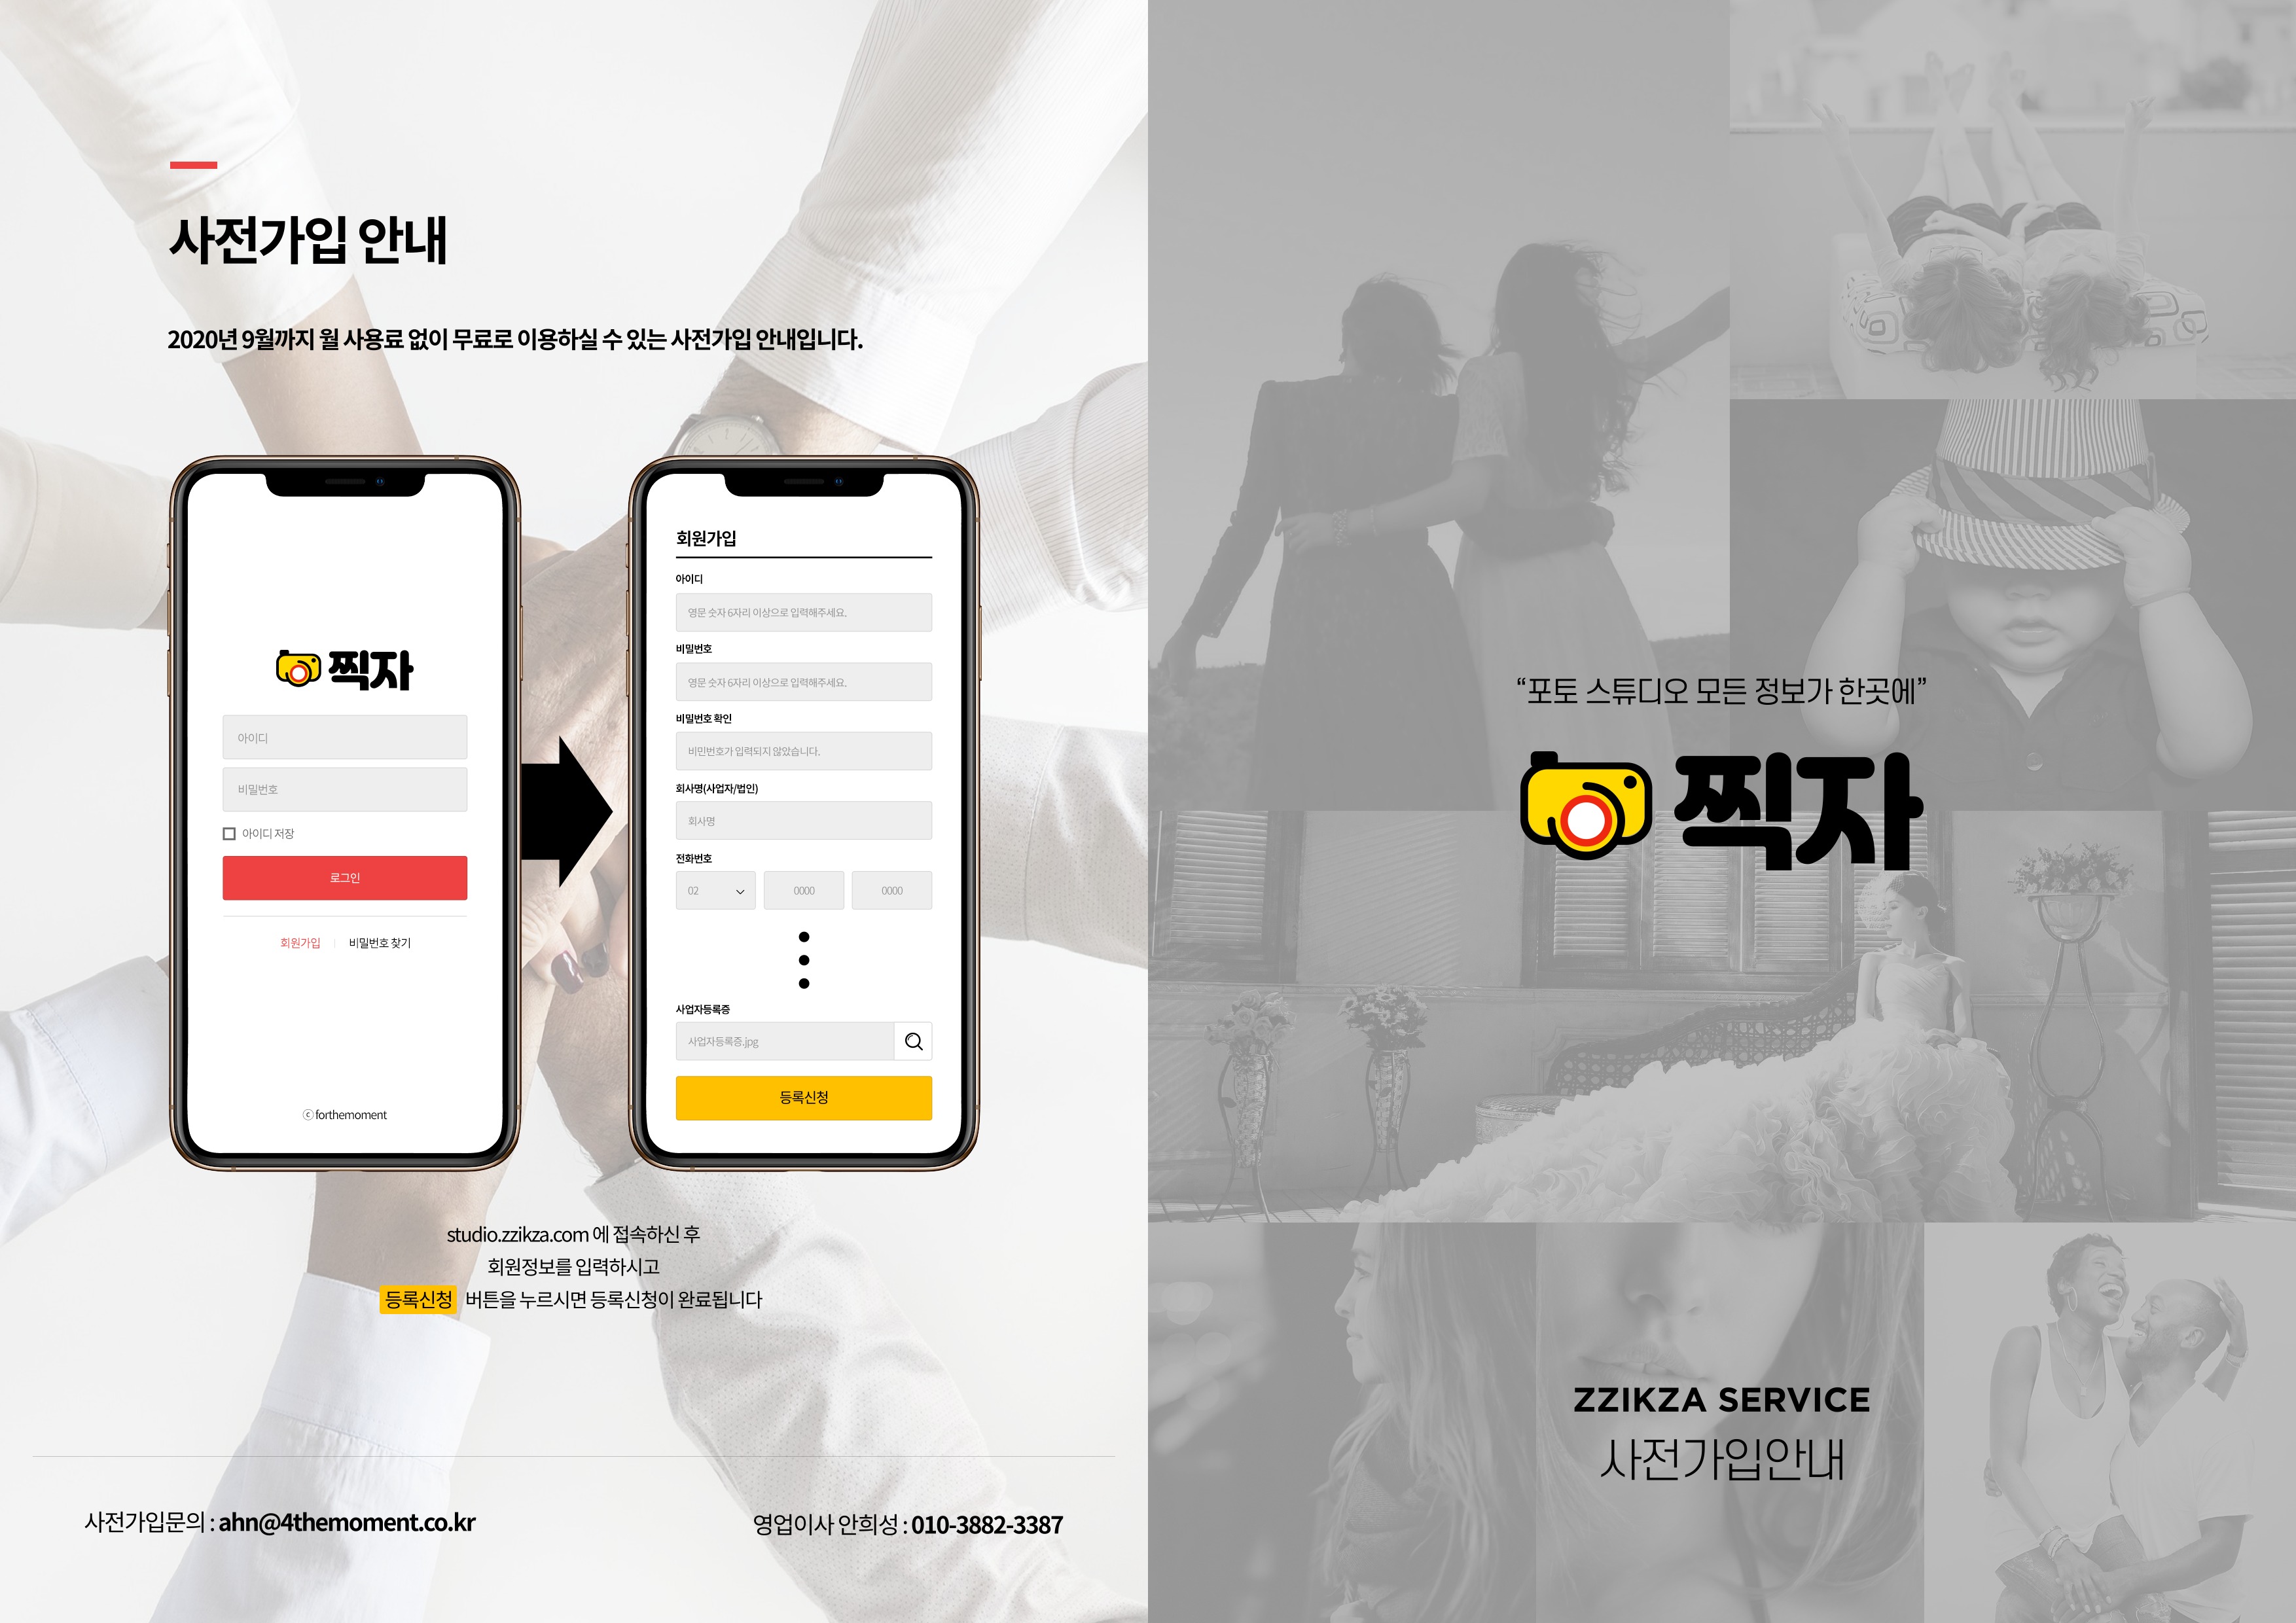 사전가입 안내
2020년 9월까지 월 사용료 없이 무료로 이용하실 수 있는 사전가입 안내입니다.
찍자
아이디
비밀번호
아이디 저장
로그인
회원가입 | 비밀번호 찾기
ⓒ forthemoment
회원가입
아이디
영문 숫자 6자리 이상으로 입력해주세요.
비밀번호
영문 숫자 6자리 이상으로 입력해주세요.
비밀번호 확인
비민번호가 입력되지 않았습니다.
회사명(사업자/법인)
회사명
전화번호
02 0000 0000
사업자등록증
사업자등록증.jpg
등록신청
studio.zzikza.com 에 접속하신 후
회원정보를 입력하시고
등록신청 버튼을 누르시면 등록신청이 완료됩니다
사전가입문의 : ahn@4themoment.co.kr
영업이사 안희성 : 010-3882-3387
“포토 스튜디오 모든 정보가 한곳에”
찍자
ZZIKZA SERVICE
사전가입안내